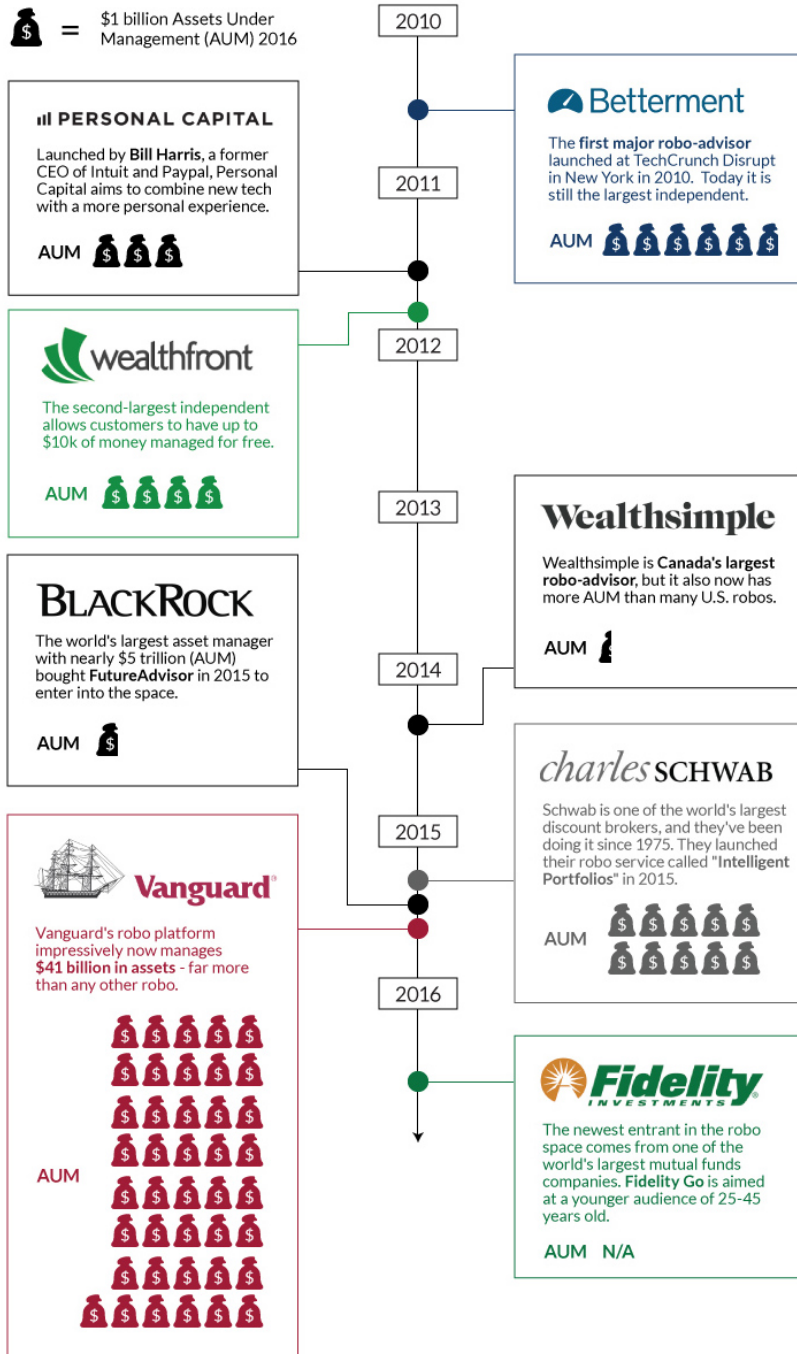 $ = $1 billion Assets Under
Management (AUM) 2016
2010
Betterment
The first major robo-advisor
launched at TechCrunch Disrupt
in New York in 2010. Today it is
still the largest independent.
AUM $ $ $ $ $ $
PERSONAL CAPITAL
Launched by Bill Harris, a former
CEO of Intuit and Paypal, Personal
Capital aims to combine new tech
with a more personal experience.
AUM $ $ $
2011
wealthfront
The second-largest independent
allows customers to have up to
$10k of money managed for free.
AUM $ $ $ $
2012
2013
Wealthsimple
Wealthsimple is Canada's largest
robo-advisor, but it also now has
more AUM than many U.S. robos.
AUM $
BLACKROCK
The world's largest asset manager
with nearly $5 trillion (AUM)
bought FutureAdvisor in 2015 to
enter into the space.
AUM $
2014
charles SCHWAB
Schwab is one of the world's largest
discount brokers, and they've been
doing it since 1975. They launched
their robo service called "Intelligent
Portfolios" in 2015.
AUM
$ $ $ $ $
$ $ $ $ $
2015
Vanguard®
Vanguard's robo platform
impressively now manages
$41 billion in assets - far more
than any other robo.
AUM
$ $ $ $ $
$ $ $ $ $
$ $ $ $ $
$ $ $ $ $
$ $ $ $ $
$ $ $ $ $
$ $ $ $ $
$ $ $ $ $ $
2016
Fidelity®
INVESTMENTS
The newest entrant in the robo
space comes from one of the
world's largest mutual funds
companies. Fidelity Go is aimed
at a younger audience of 25-45
years old.
AUM N/A